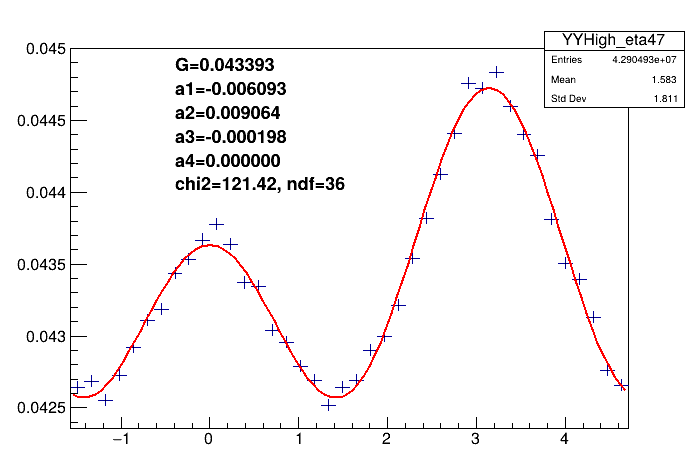 YYHigh_eta47
Entries 4.290493e+07
Mean 1.583
Std Dev 1.811
G=0.043393
a1=-0.006093
a2=0.009064
a3=-0.000198
a4=0.000000
chi2=121.42, ndf=36
0.045
0.0445
0.044
0.0435
0.043
0.0425
−1 0 1 2 3 4